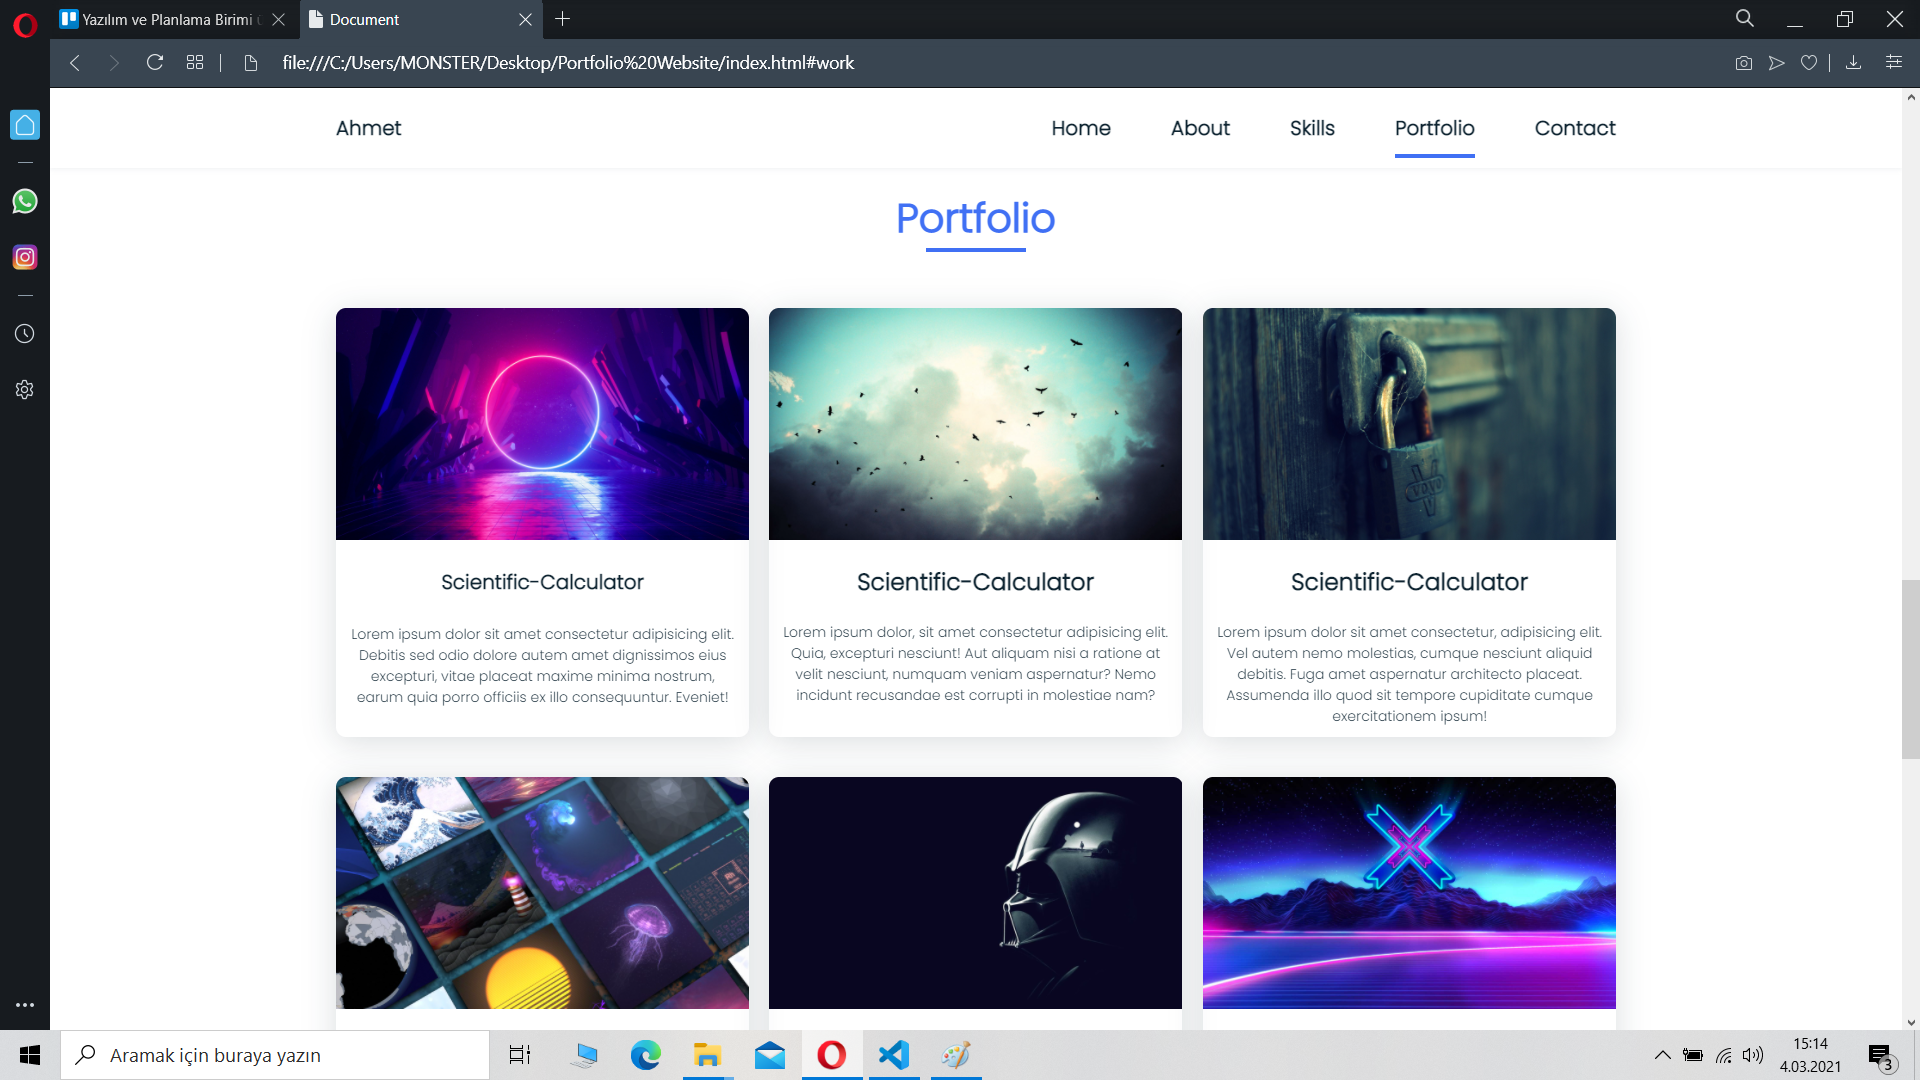 Yazılım ve Planlama Birimi
Document
file:///C:/Users/MONSTER/Desktop/Portfolio%20Website/index.html#work
Ahmet
Home
About
Skills
Portfolio
Contact
Portfolio
Scientific-Calculator
Lorem ipsum dolor sit amet consectetur adipisicing elit.
Debitis sed odio dolore autem amet dignissimos eius
excepturi, vitae placeat maxime minima nostrum,
earum quia porro officiis ex illo consequuntur. Eveniet!
Scientific-Calculator
Lorem ipsum dolor, sit amet consectetur adipisicing elit.
Quia, excepturi nesciunt! Aut aliquam nisi a ratione at
velit nesciunt, numquam veniam aspernatur? Nemo
incidunt recusandae est corrupti in molestiae nam?
Scientific-Calculator
Lorem ipsum dolor sit amet consectetur, adipisicing elit.
Vel autem nemo molestias, cumque nesciunt aliquid
debitis. Fuga amet aspernatur architecto placeat.
Assumenda illo quod sit tempore cupiditate cumque
exercitationem ipsum!
Aramak için buraya yazın
15:14
4.03.2021
3